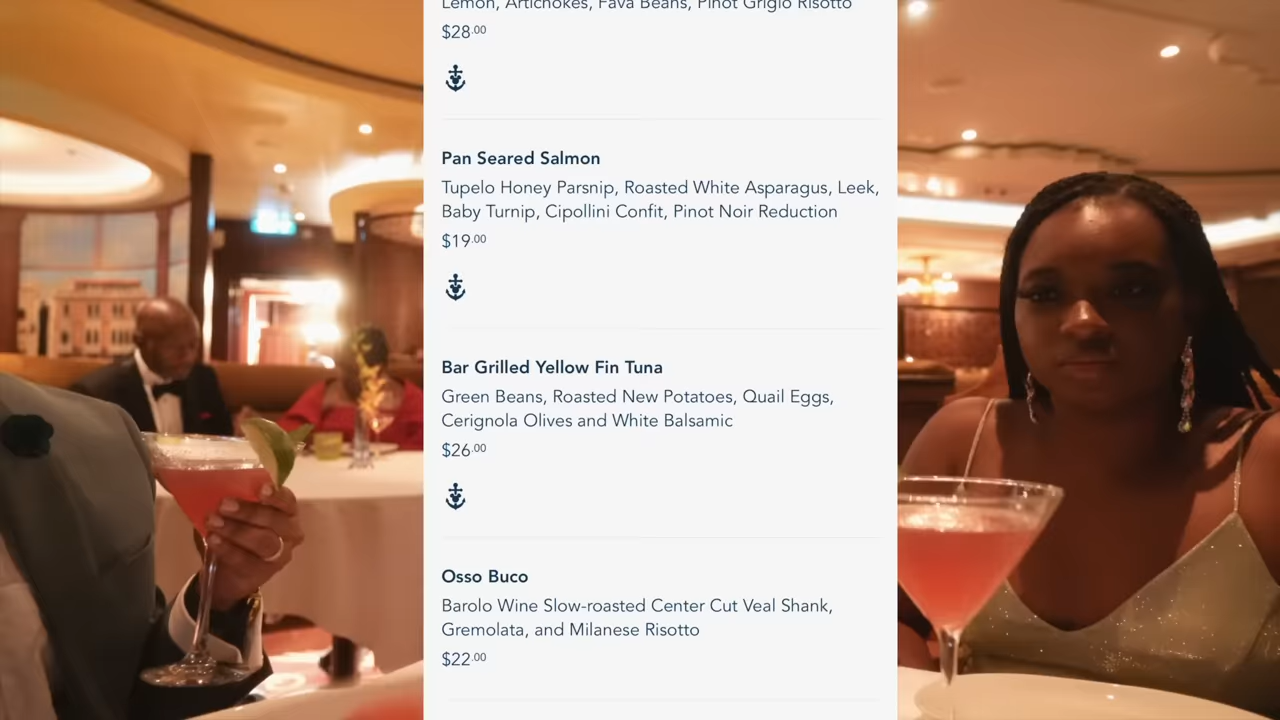 Lemon, Artichokes, Fava Beans, Pinot Grigio Risotto
$28.00
Pan Seared Salmon
Tupelo Honey Parsnip, Roasted White Asparagus, Leek,
Baby Turnip, Cipollini Confit, Pinot Noir Reduction
$19.00
Bar Grilled Yellow Fin Tuna
Green Beans, Roasted New Potatoes, Quail Eggs,
Cerignola Olives and White Balsamic
$26.00
Osso Buco
Barolo Wine Slow-roasted Center Cut Veal Shank,
Gremolata, and Milanese Risotto
$22.00